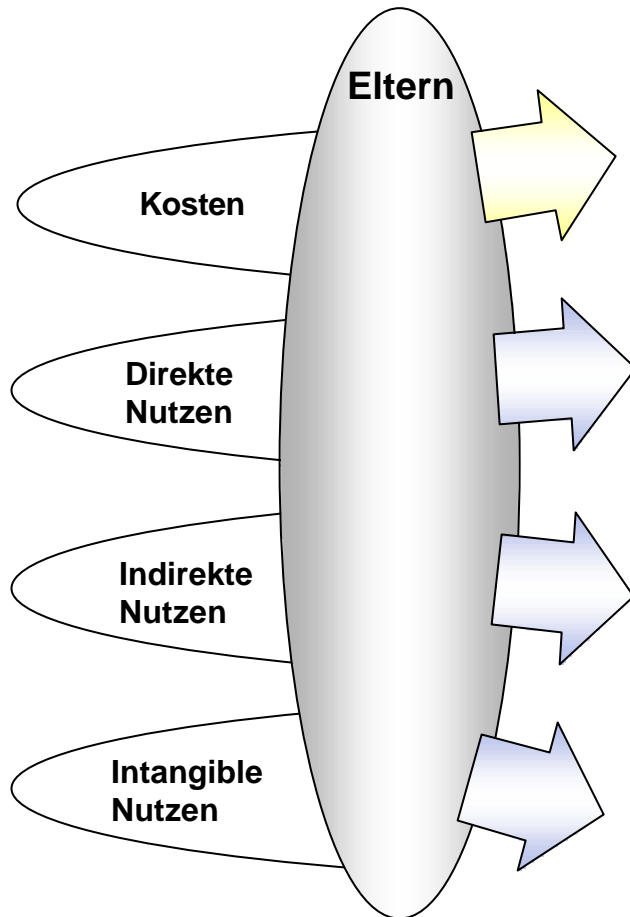 Eltern
Kosten
Direkte
Nutzen
Indirekte
Nutzen
Intangible
Nutzen